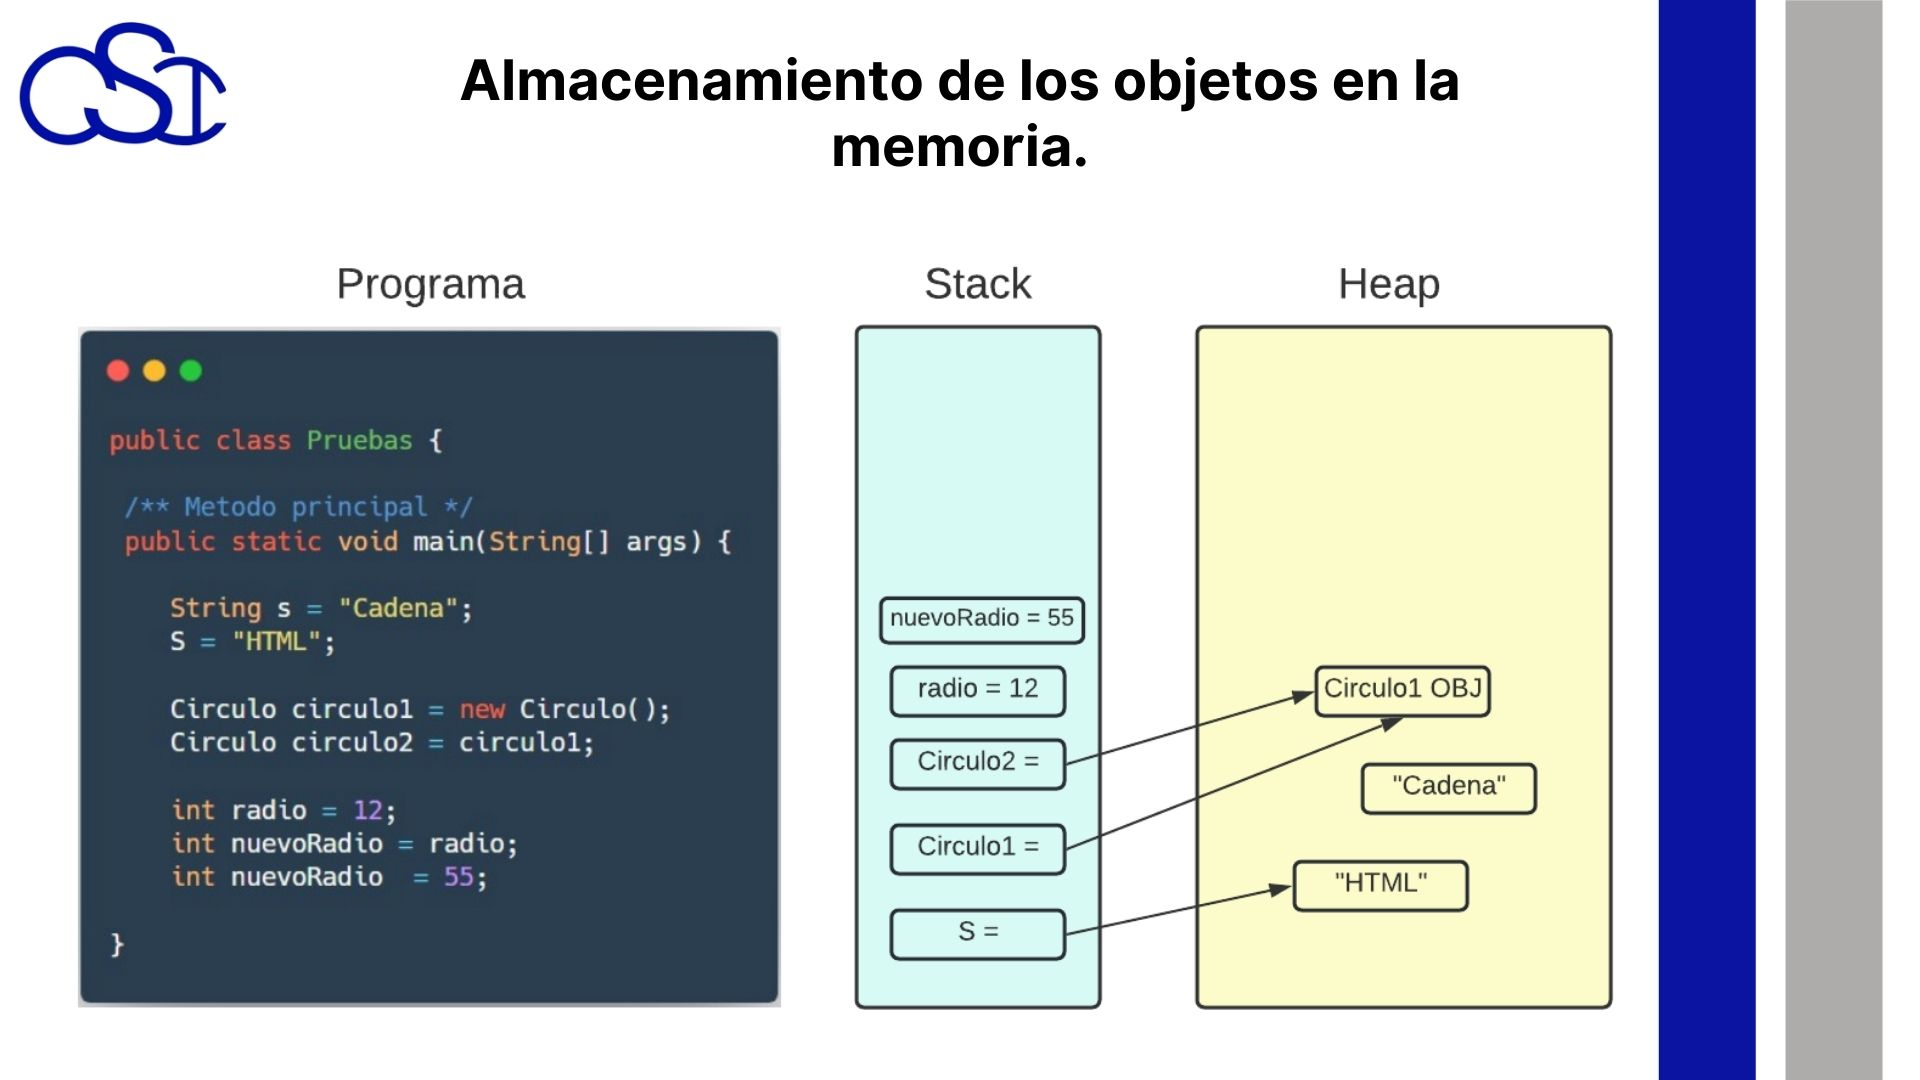 CSTI
Almacenamiento de los objetos en la
memoria.
Programa
public class Pruebas {
/** Metodo principal */
public static void main(String[] args) {
String s = "Cadena";
S = "HTML";
Circulo circulo1 = new Circulo();
Circulo circulo2 = circulo1;
int radio = 12;
int nuevoRadio = radio;
int nuevoRadio  = 55;
}
Stack
nuevoRadio = 55
radio = 12
Circulo2 =
Circulo1 =
S =
Heap
Circulo1 OBJ
"Cadena"
"HTML"